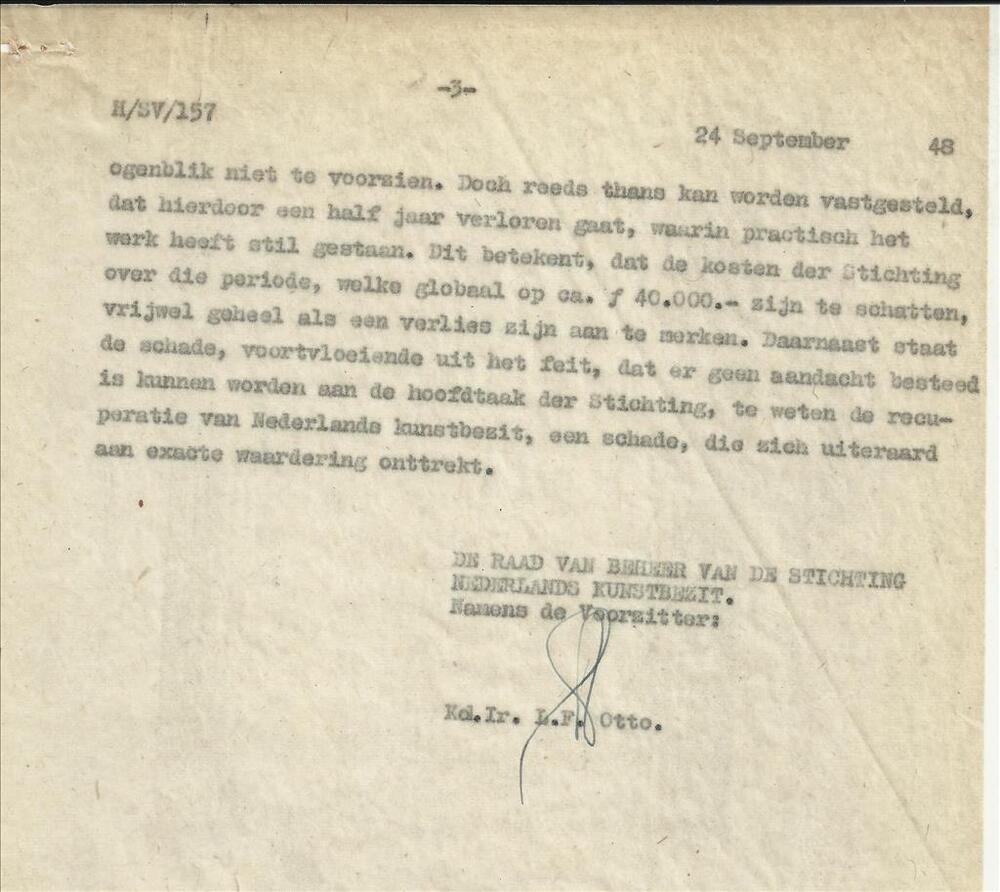 -3-
H/SV/157
24 September 48
ogenblik niet te voorzien. Doch reeds thans kan worden vastgesteld,
dat hierdoor een half jaar verloren gaat, waarin practisch het
werk heeft stil gestaan. Dit betekent, dat de kosten der Stichting
over die periode, welke globaal op ca. ƒ 40.000.- zijn te schatten,
vrijwel geheel als een verlies zijn aan te merken. Daarnaast staat
de schade, voortvloeiende uit het feit, dat er geen aandacht besteed
is kunnen worden aan de hoofdtaak der Stichting, te weten de recu-
peratie van Nederlands kunstbezit, een schade, die zich uiteraard
aan exacte waardering onttrekt.
DE RAAD VAN BEHEER VAN DE STICHTING
NEDERLANDS KUNSTBEZIT.
Namens de Voorzitter:
Kol.Ir. L.F. Otto.